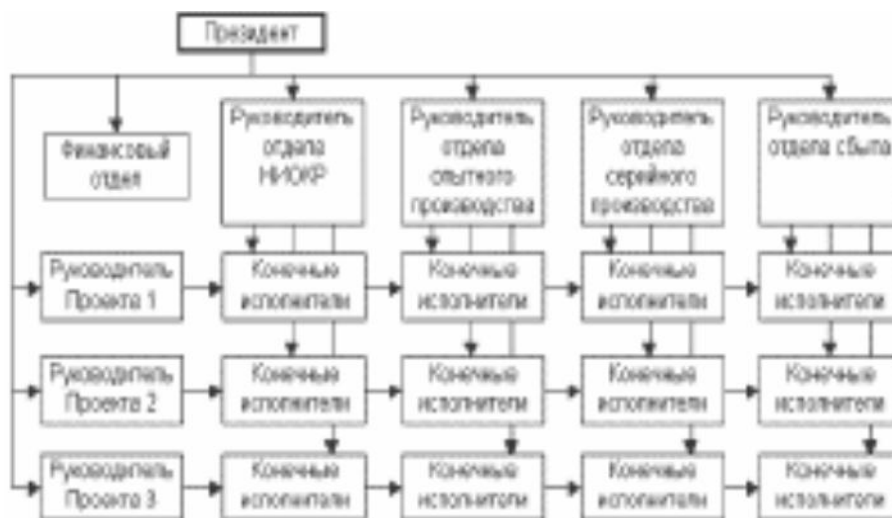 Президент
Финансовый
отдел
Руководитель
отдела
НИОКР
Руководитель
отдела
опытного
производства
Руководитель
отдела
серийного
производства
Руководитель
отдела сбыта
Руководитель
Проекта 1
Конечные
исполнители
Конечные
исполнители
Конечные
исполнители
Конечные
исполнители
Руководитель
Проекта 2
Конечные
исполнители
Конечные
исполнители
Конечные
исполнители
Конечные
исполнители
Руководитель
Проекта 3
Конечные
исполнители
Конечные
исполнители
Конечные
исполнители
Конечные
исполнители